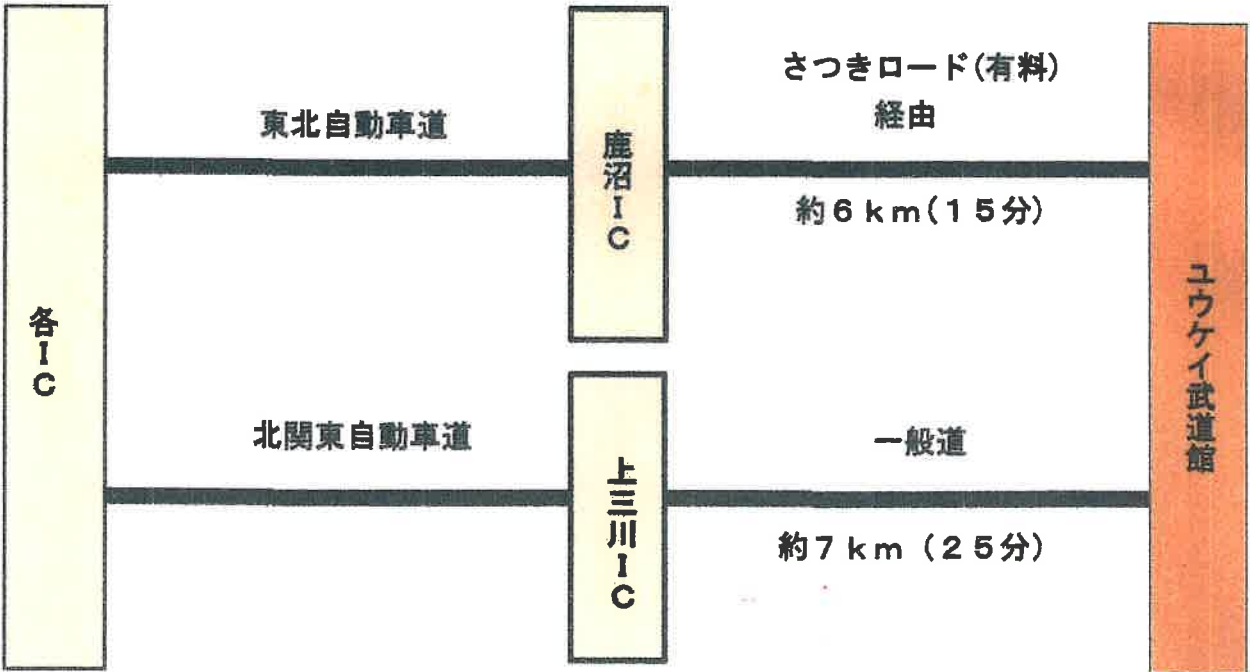 各IC
東北自動車道
鹿沼IC
さつきロード(有料)
経由
約6km(15分)
北関東自動車道
上三川IC
一般道
約7km(25分)
ユウケイ武道館